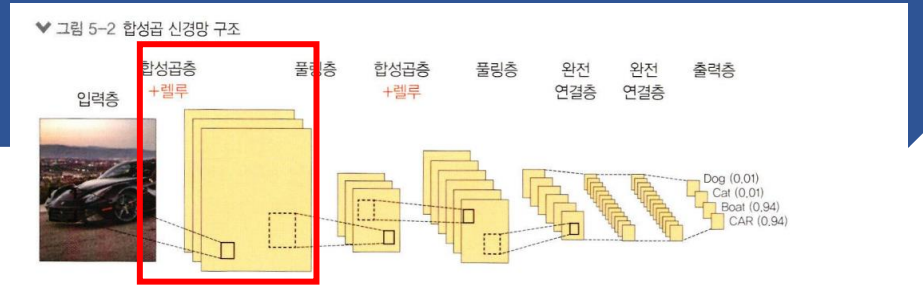 그림 5-2 합성곱 신경망 구조
입력층
합성곱층
+렐루
풀링층
합성곱층
+렐루
풀링층
완전
연결층
완전
연결층
출력층
Dog (0.01)
Cat (0.01)
Boat (0.94)
CAR (0.94)